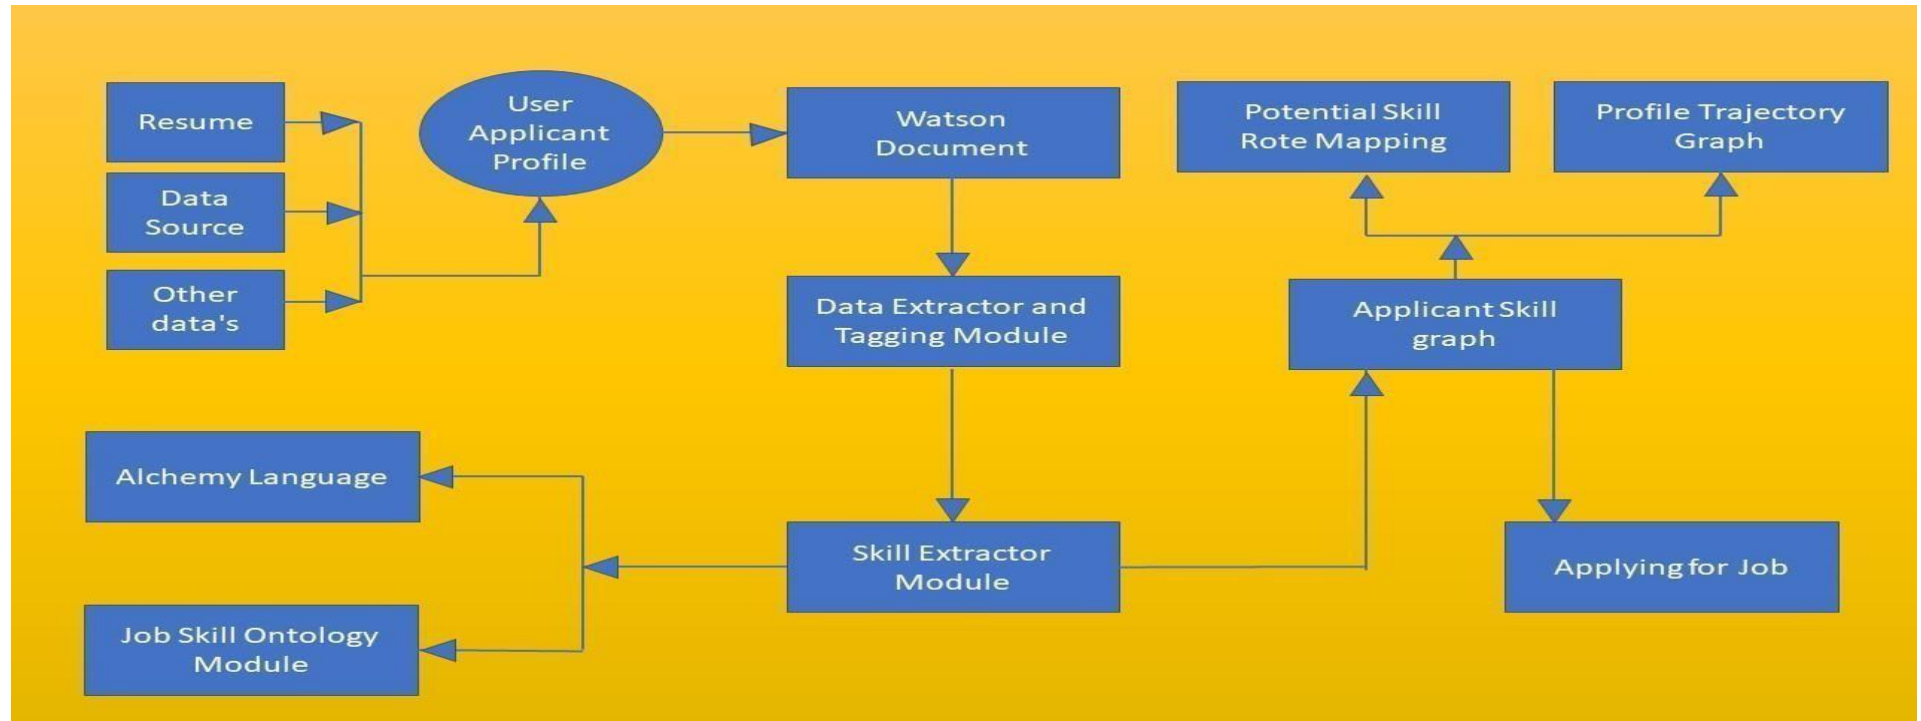 Resume
Data
Source
Other
data's
User
Applicant
Profile
Watson
Document
Data Extractor and
Tagging Module
Skill Extractor
Module
Alchemy Language
Job Skill Ontology
Module
Potential Skill
Rote Mapping
Profile Trajectory
Graph
Applicant Skill
graph
Applying for Job